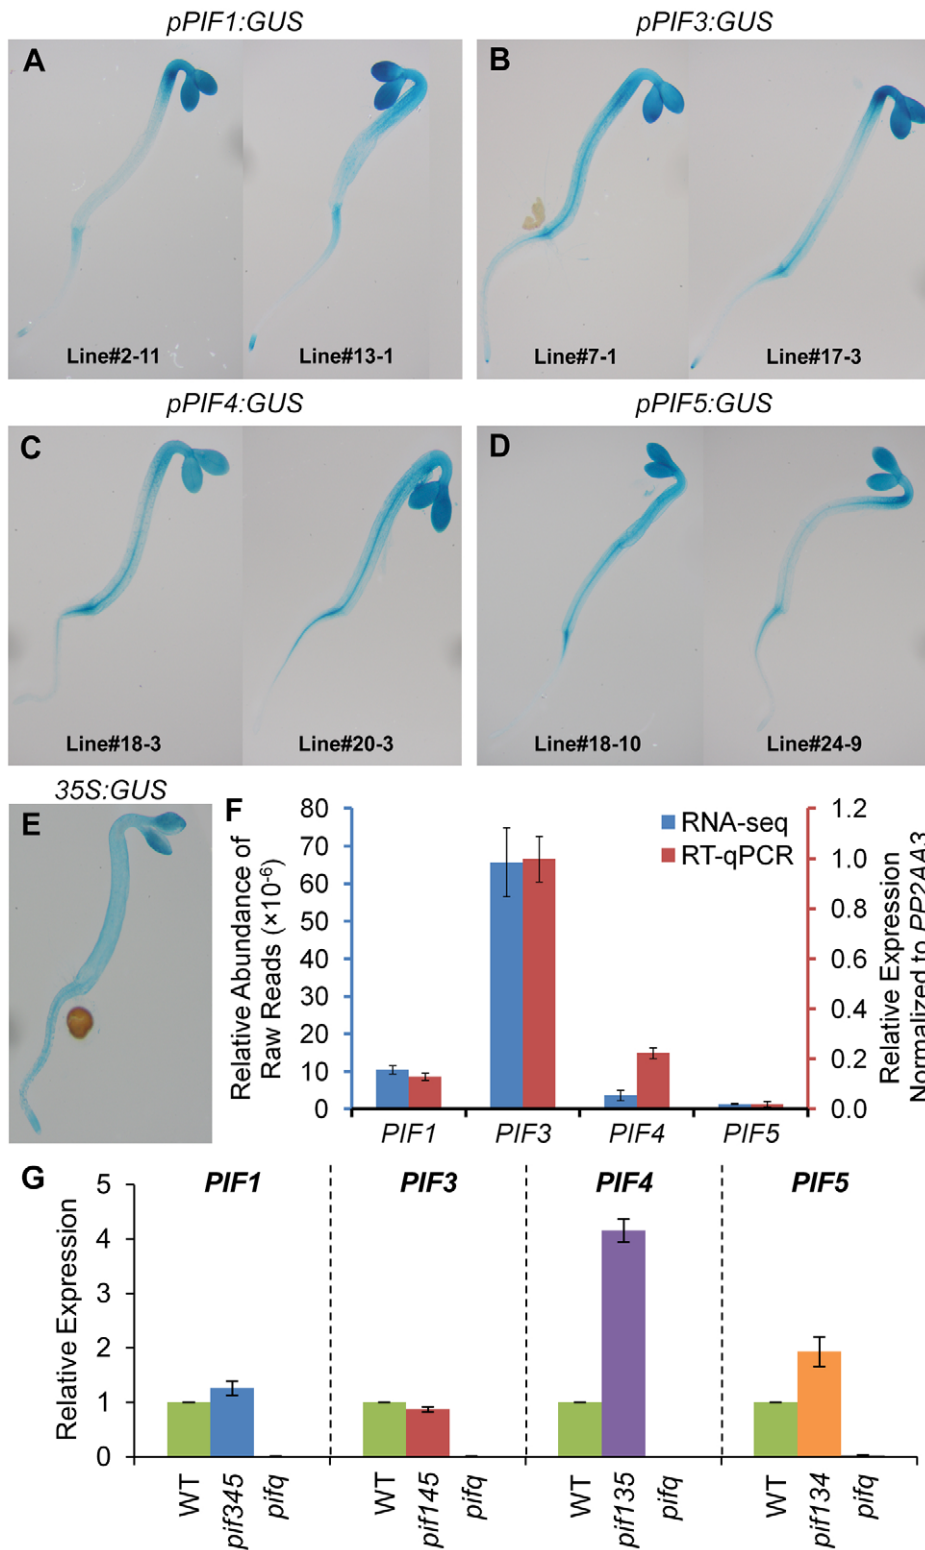 pPIF1:GUS
pPIF3:GUS
A
B
Line#2-11
Line#13-1
Line#7-1
Line#17-3
pPIF4:GUS
pPIF5:GUS
C
D
Line#18-3
Line#20-3
Line#18-10
Line#24-9
35S:GUS
E
F
Relative Abundance of
Raw Reads (×10-6)
80
70
60
50
40
30
20
10
0
RNA-seq
RT-qPCR
1.2
1.0
0.8
0.6
0.4
0.2
0.0
Relative Expression
Normalized to PP2AA3
PIF1
PIF3
PIF4
PIF5
G
Relative Expression
5
4
3
2
1
0
PIF1
PIF3
PIF4
PIF5
WT
pif345
pifq
WT
pif145
pifq
WT
pif135
pifq
WT
pif134
pifq